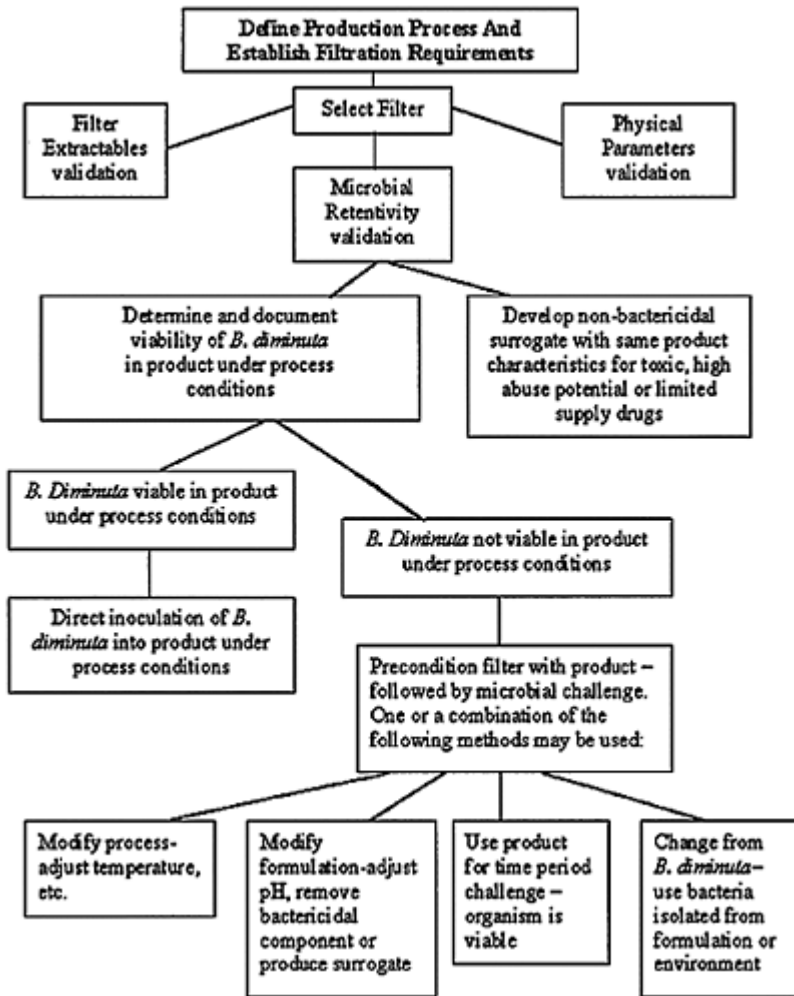 Define Production Process And
Establish Filtration Requirements
Select Filter
Filter
Extractables
validation
Physical
Parameters
validation
Microbial
Retentivity
validation
Determine and document
viability of B. diminuta
in product under process
conditions
Develop non-bactericidal
surrogate with same product
characteristics for toxic, high
abuse potential or limited
supply drugs
B. Diminuta viable in product
under process conditions
B. Diminuta not viable in product
under process conditions
Direct inoculation of B.
diminuta into product under
process conditions
Precondition filter with product –
followed by microbial challenge.
One or a combination of the
following methods may be used:
Modify process-
adjust temperature,
etc.
Modify
formulation-adjust
pH, remove
bactericidal
component or
produce surrogate
Use product
for time period
challenge –
organism is
viable
Change from
B. diminuta–
use bacteria
isolated from
formulation or
environment